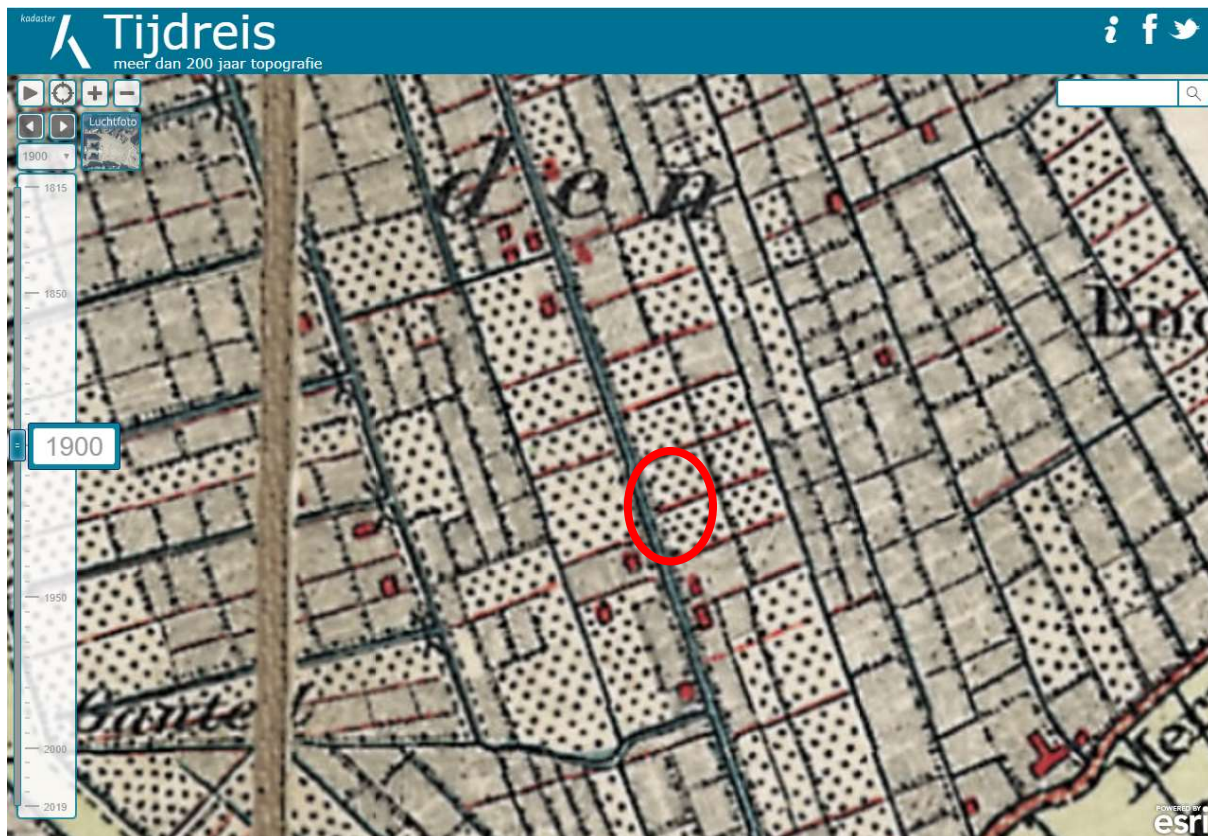 kadaster
Tijdreis
meer dan 200 jaar topografie
Luchtfoto
1900
1815
1850
1900
1950
2000
2019
den
Gantel
POWERED BY
esri